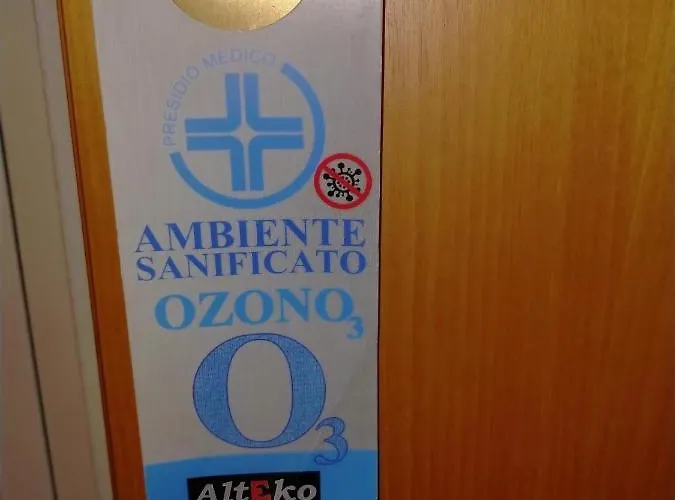 PRESIDIO MEDICO
AMBIENTE
SANIFICATO
OZONO3
O3
AltEko